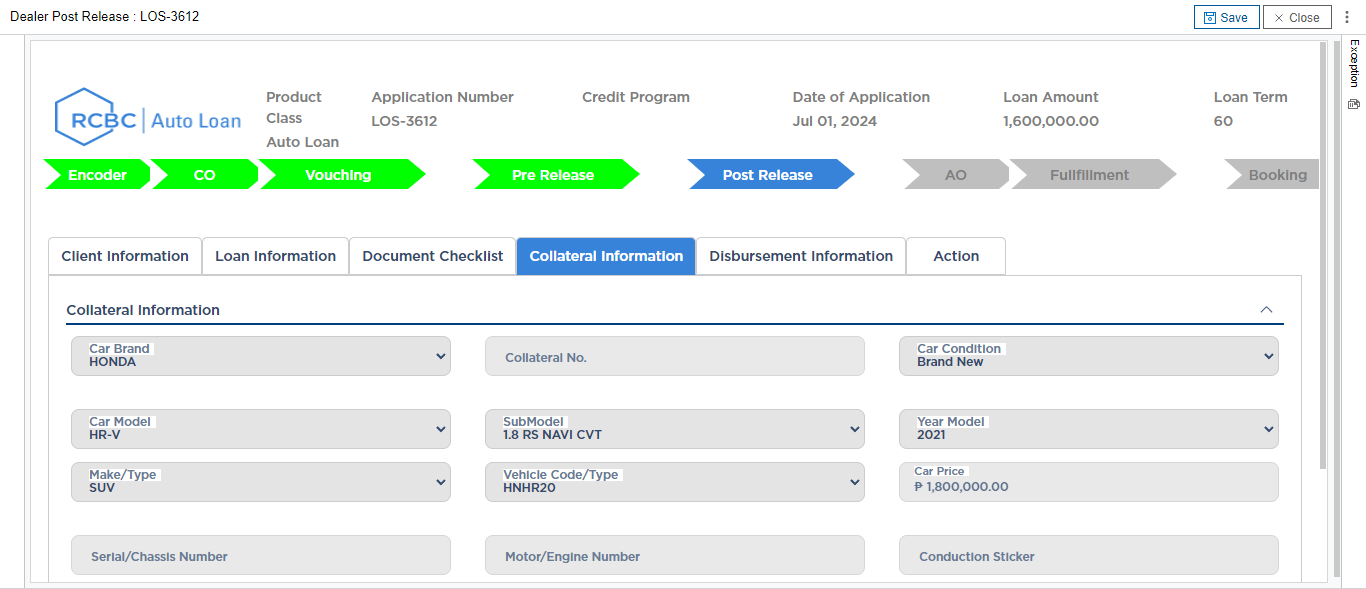 Dealer Post Release : LOS-3612
Save
Close
Exception
RCBC | Auto Loan
Product Class
Auto Loan
Application Number
LOS-3612
Credit Program
Date of Application
Jul 01, 2024
Loan Amount
1,600,000.00
Loan Term
60
Encoder
CO
Vouching
Pre Release
Post Release
AO
Fullfillment
Booking
Client Information
Loan Information
Document Checklist
Collateral Information
Disbursement Information
Action
Collateral Information
Car Brand
HONDA
Collateral No.
Car Condition
Brand New
Car Model
HR-V
SubModel
1.8 RS NAVI CVT
Year Model
2021
Make/Type
SUV
Vehicle Code/Type
HNHR20
Car Price
₱ 1,800,000.00
Serial/Chassis Number
Motor/Engine Number
Conduction Sticker